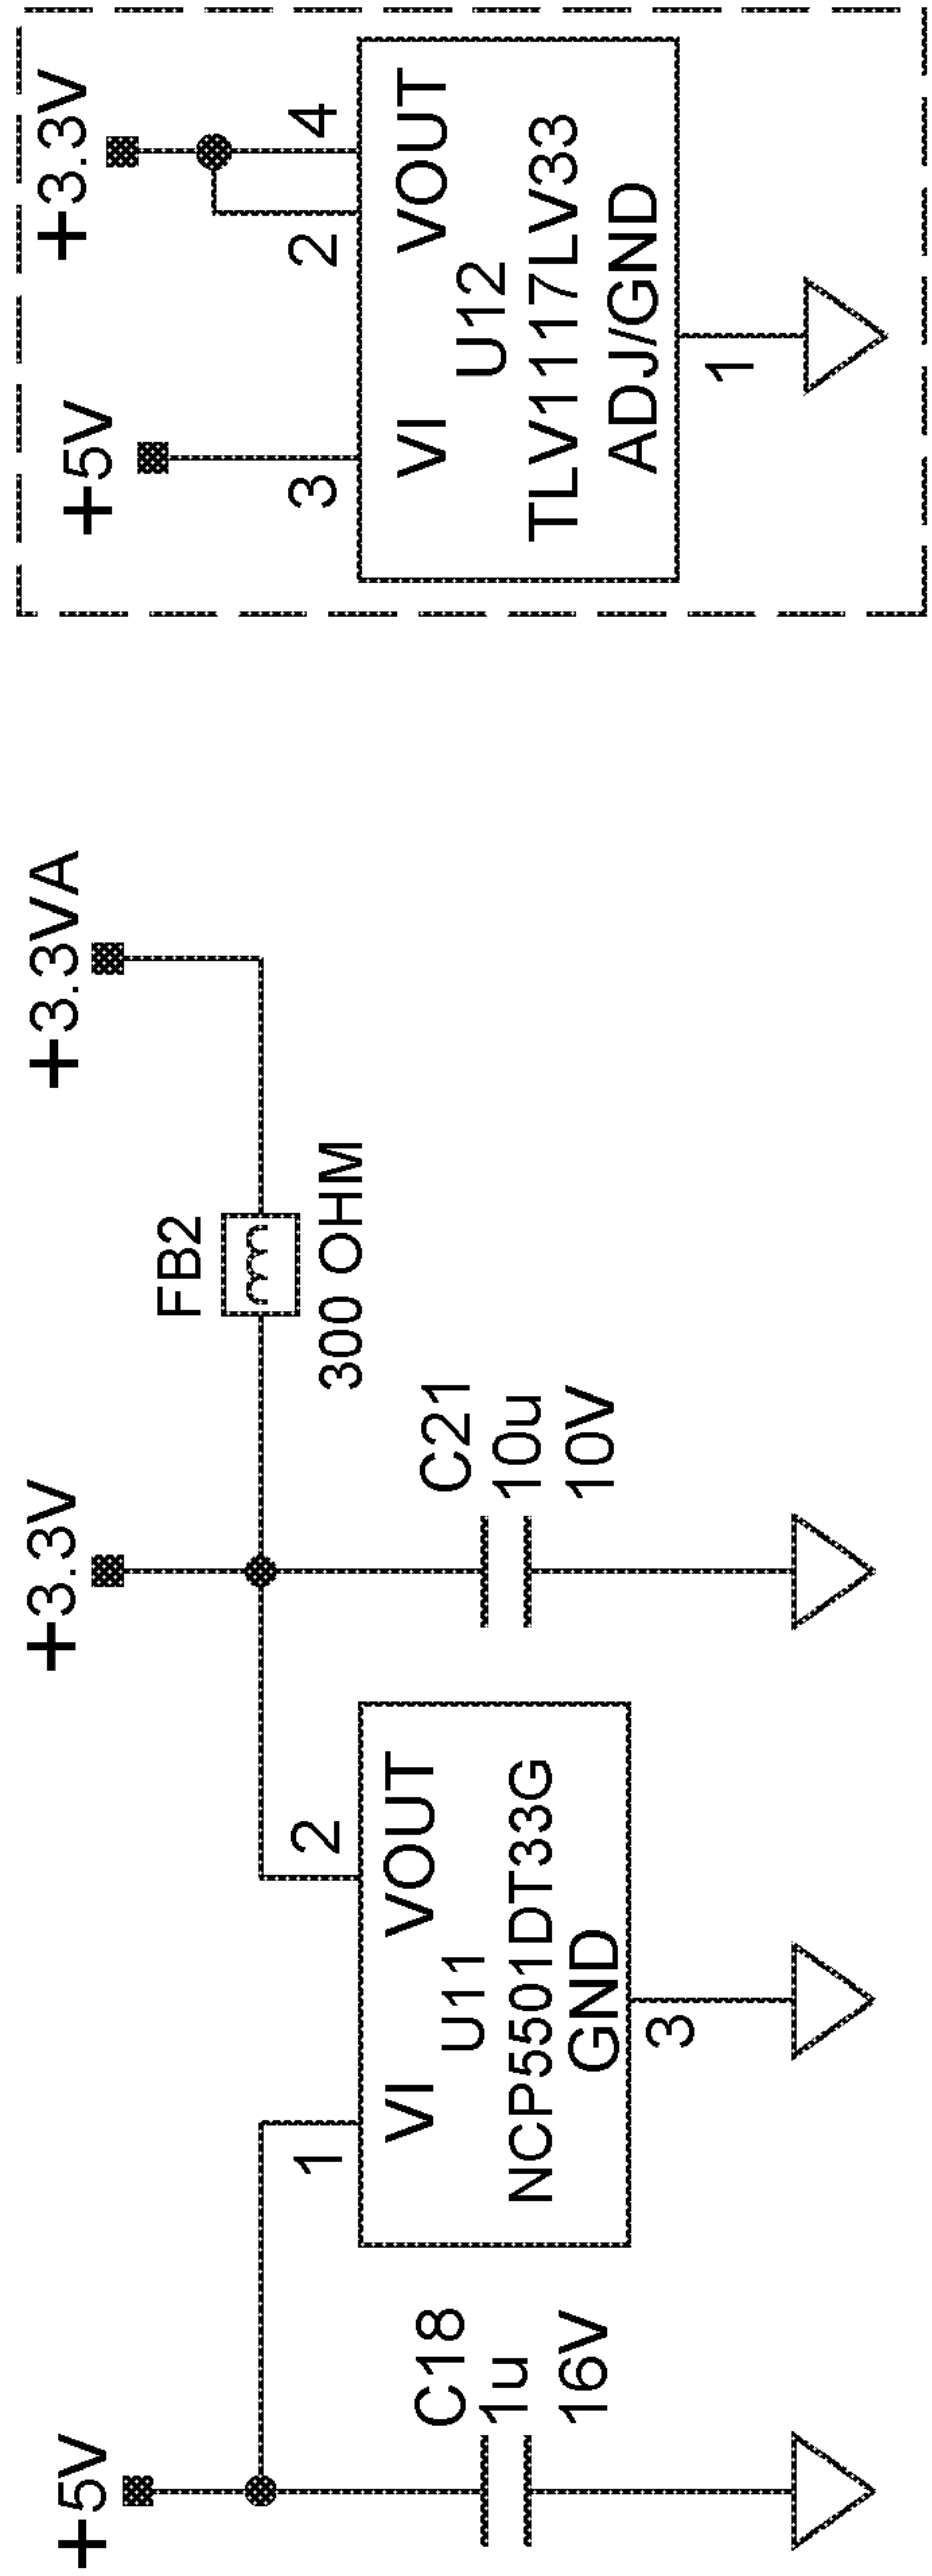 +5V
C18
1u
16V
1
VI
VOUT
2
U11
NCP5501DT33G
GND
3
+3.3V
C21
10u
10V
FB2
300 OHM
+3.3VA
+5V
+3.3V
3
2
4
VI
VOUT
U12
TLV1117LV33
ADJ/GND
1